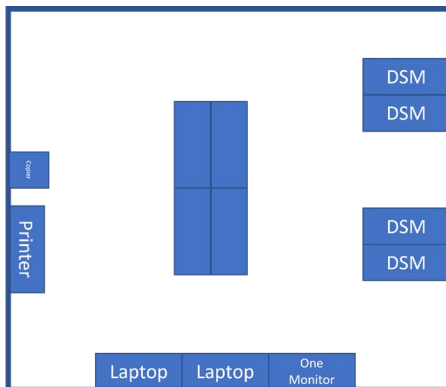 DSM
DSM
Copier
Printer
DSM
DSM
Laptop
Laptop
One
Monitor